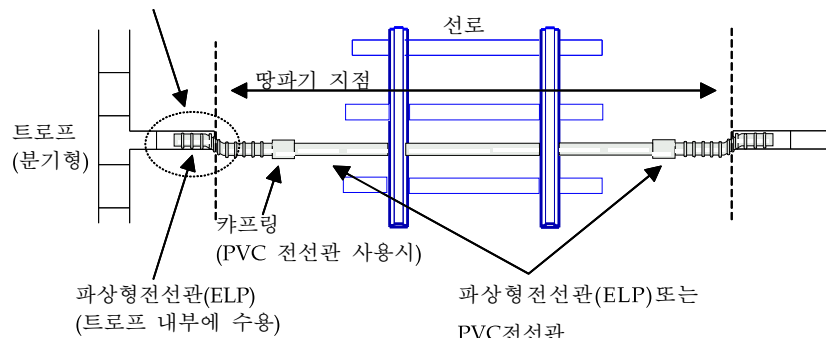 선로
땅파기 지점
트로프
(분기형)
캬프링
(PVC 전선관 사용시)
파상형전선관(ELP)
(트로프 내부에 수용)
파상형전선관(ELP)또는
PVC전선관